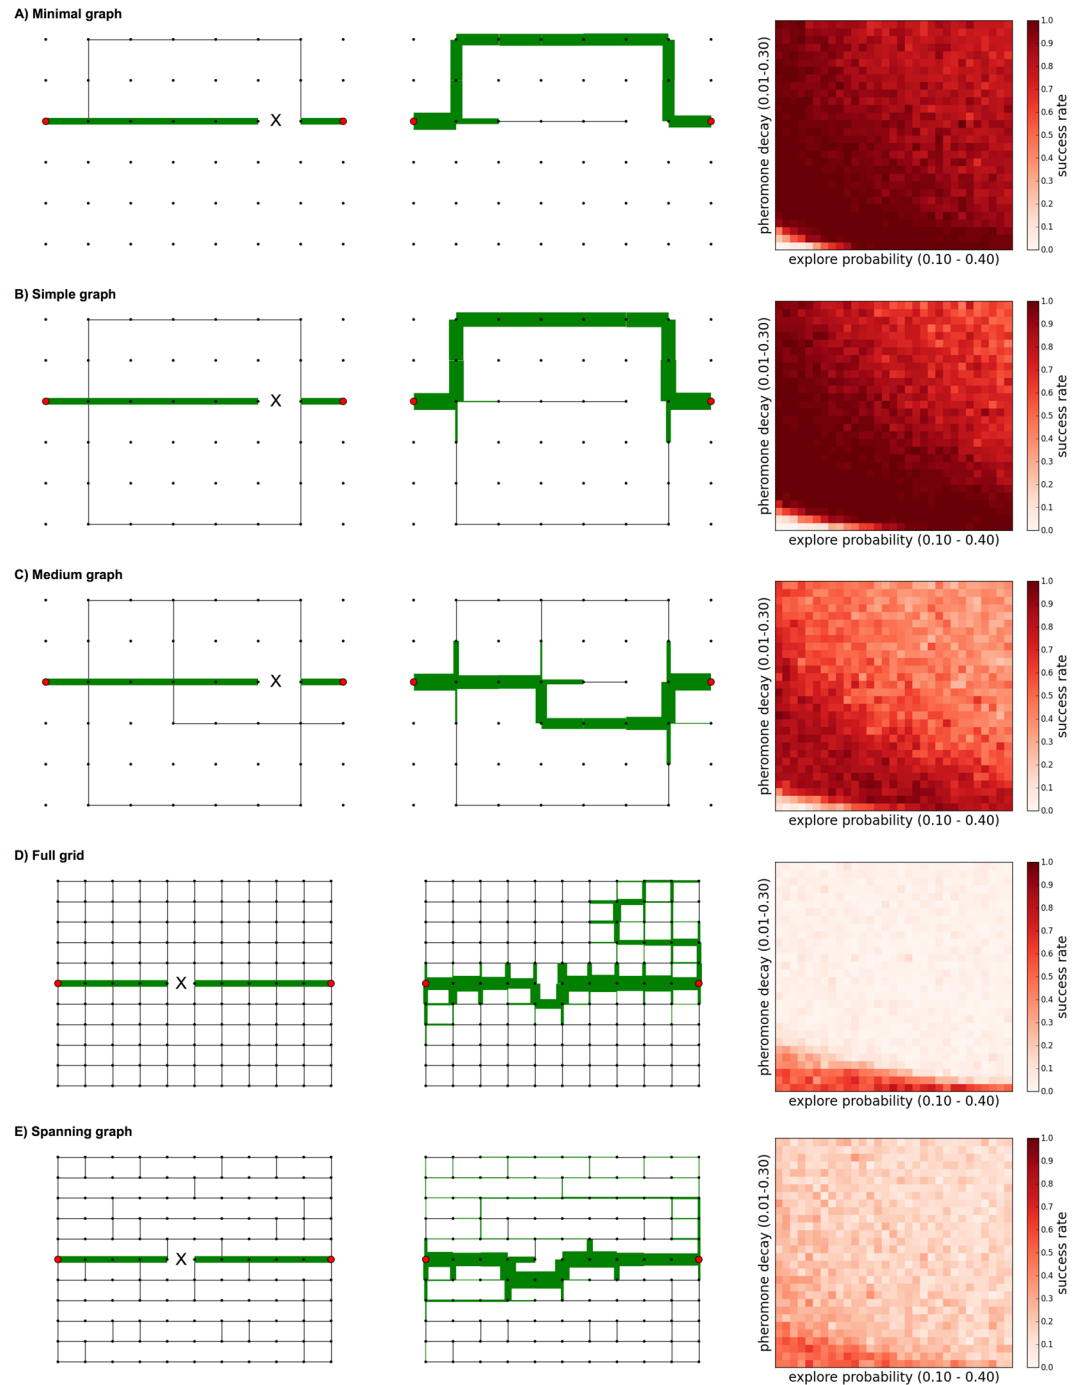 A) Minimal graph
X
pheromone decay (0.01-0.30)
explore probability (0.10 - 0.40)
1.0
0.9
0.8
0.7
0.6
0.5
0.4
0.3
0.2
0.1
0.0
success rate
B) Simple graph
X
pheromone decay (0.01-0.30)
explore probability (0.10 - 0.40)
1.0
0.9
0.8
0.7
0.6
0.5
0.4
0.3
0.2
0.1
0.0
success rate
C) Medium graph
X
pheromone decay (0.01-0.30)
explore probability (0.10 - 0.40)
1.0
0.9
0.8
0.7
0.6
0.5
0.4
0.3
0.2
0.1
0.0
success rate
D) Full grid
X
pheromone decay (0.01-0.30)
explore probability (0.10 - 0.40)
1.0
0.9
0.8
0.7
0.6
0.5
0.4
0.3
0.2
0.1
0.0
success rate
E) Spanning graph
X
pheromone decay (0.01-0.30)
explore probability (0.10 - 0.40)
1.0
0.9
0.8
0.7
0.6
0.5
0.4
0.3
0.2
0.1
0.0
success rate